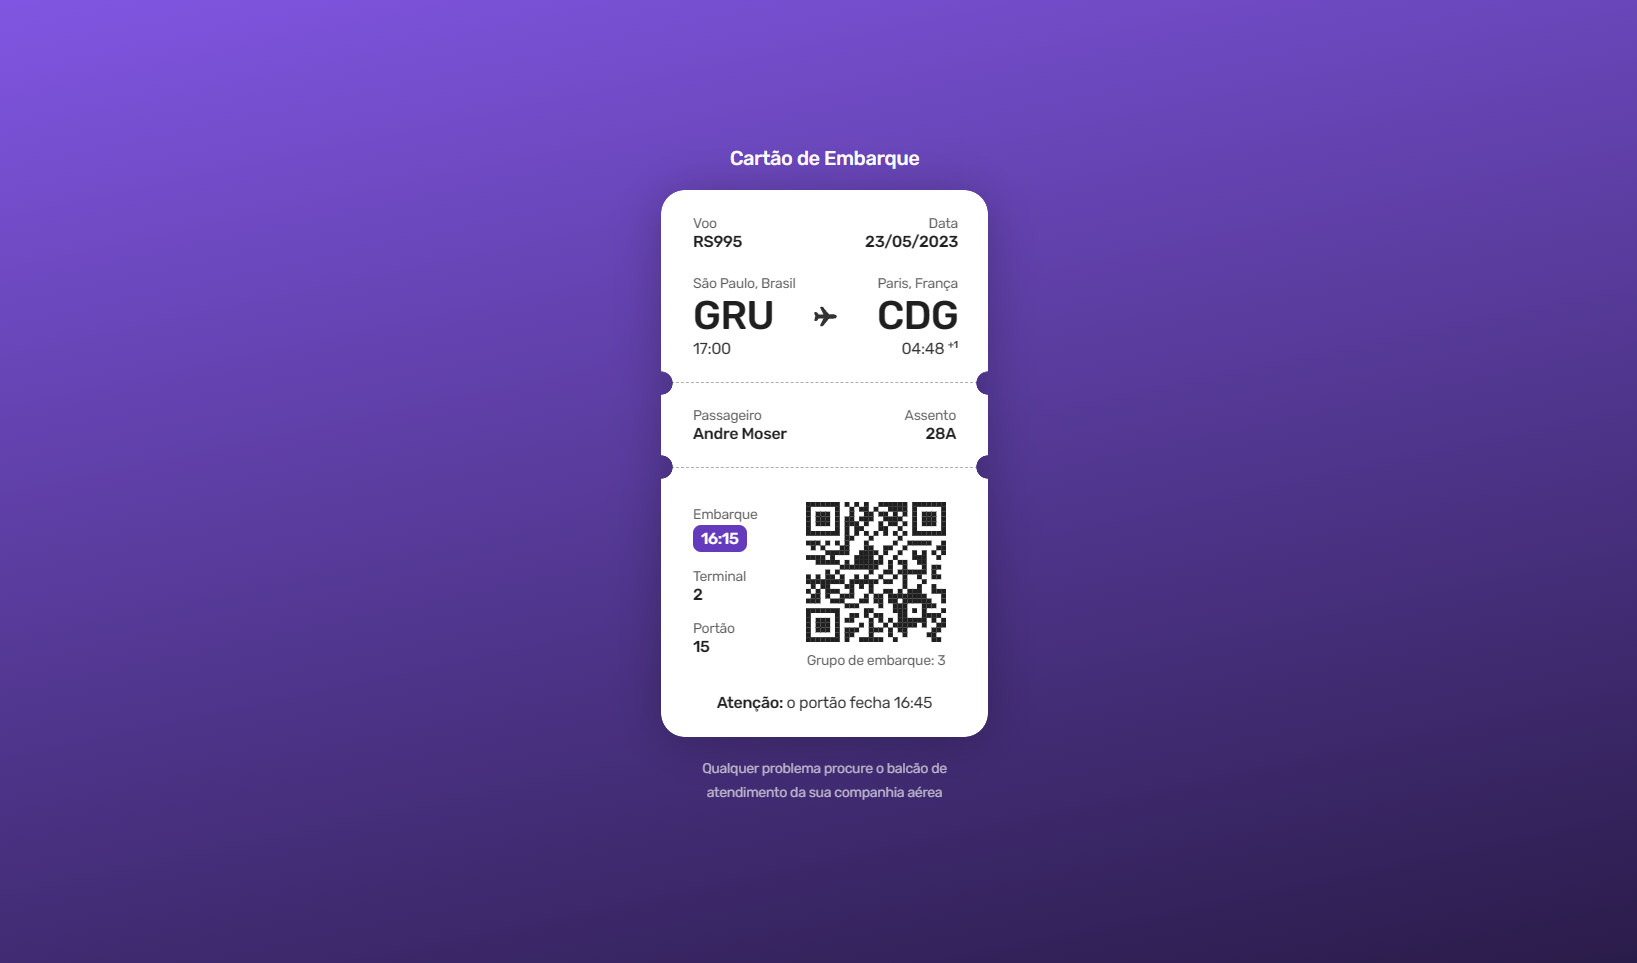 Cartão de Embarque
Voo
Data
RS995
23/05/2023
São Paulo, Brasil
Paris, França
GRU
CDG
17:00
04:48 +1
Passageiro
Assento
Andre Moser
28A
Embarque
16:15
Terminal
2
Portão
15
Grupo de embarque: 3
Atenção: o portão fecha 16:45
Qualquer problema procure o balcão de
atendimento da sua companhia aérea